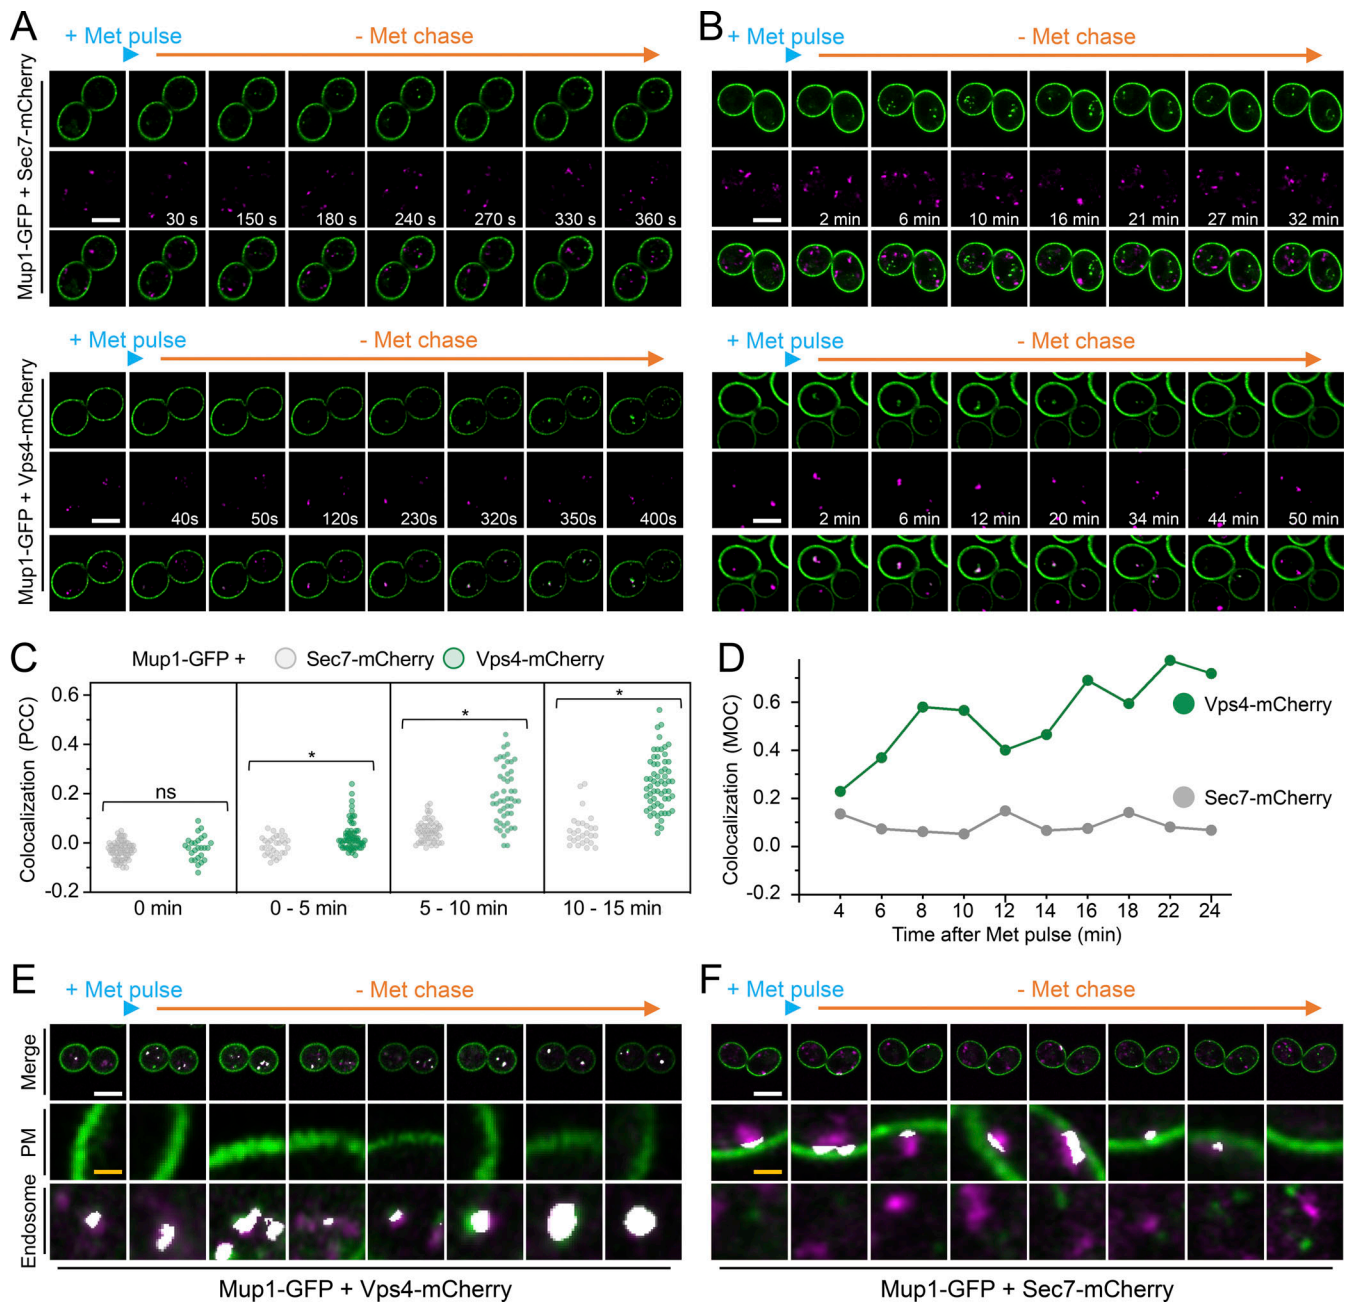 A
+ Met pulse
- Met chase
Mup1-GFP + Sec7-mCherry
30 s
150 s
180 s
240 s
270 s
330 s
360 s
B
+ Met pulse
- Met chase
2 min
6 min
10 min
16 min
21 min
27 min
32 min
+ Met pulse
- Met chase
Mup1-GFP + Vps4-mCherry
40s
50s
120s
230s
320s
350s
400s
+ Met pulse
- Met chase
2 min
6 min
12 min
20 min
34 min
44 min
50 min
C
Mup1-GFP +
Sec7-mCherry
Vps4-mCherry
Colocalization (PCC)
0.6
0.4
0.2
0.0
-0.2
ns
*
*
*
0 min
0 - 5 min
5 - 10 min
10 - 15 min
D
Colocalization (MOC)
0.6
0.4
0.2
0.0
-0.2
Vps4-mCherry
Sec7-mCherry
4
6
8
10
12
14
16
18
22
24
Time after Met pulse (min)
E
+ Met pulse
- Met chase
Merge
PM
Endosome
Mup1-GFP + Vps4-mCherry
F
+ Met pulse
- Met chase
Mup1-GFP + Sec7-mCherry